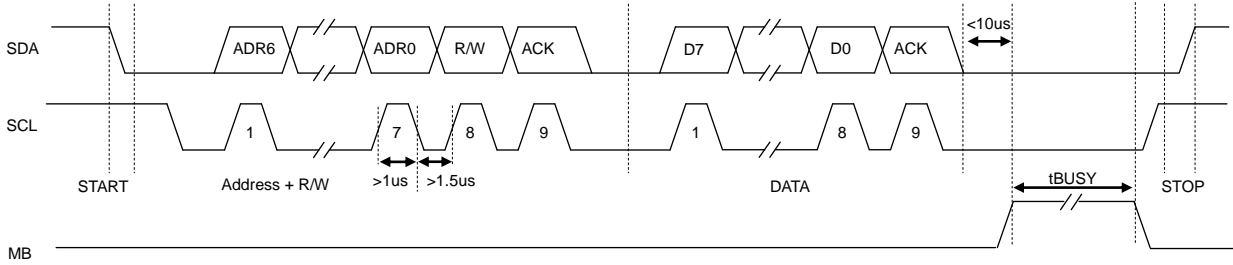 <10us
SDA ADR6 ADR0 R/W ACK D7 D0 ACK
SCL 1 7 8 9 1 8 9
START Address + R/W >1us >1.5us DATA tBUSY STOP
MB